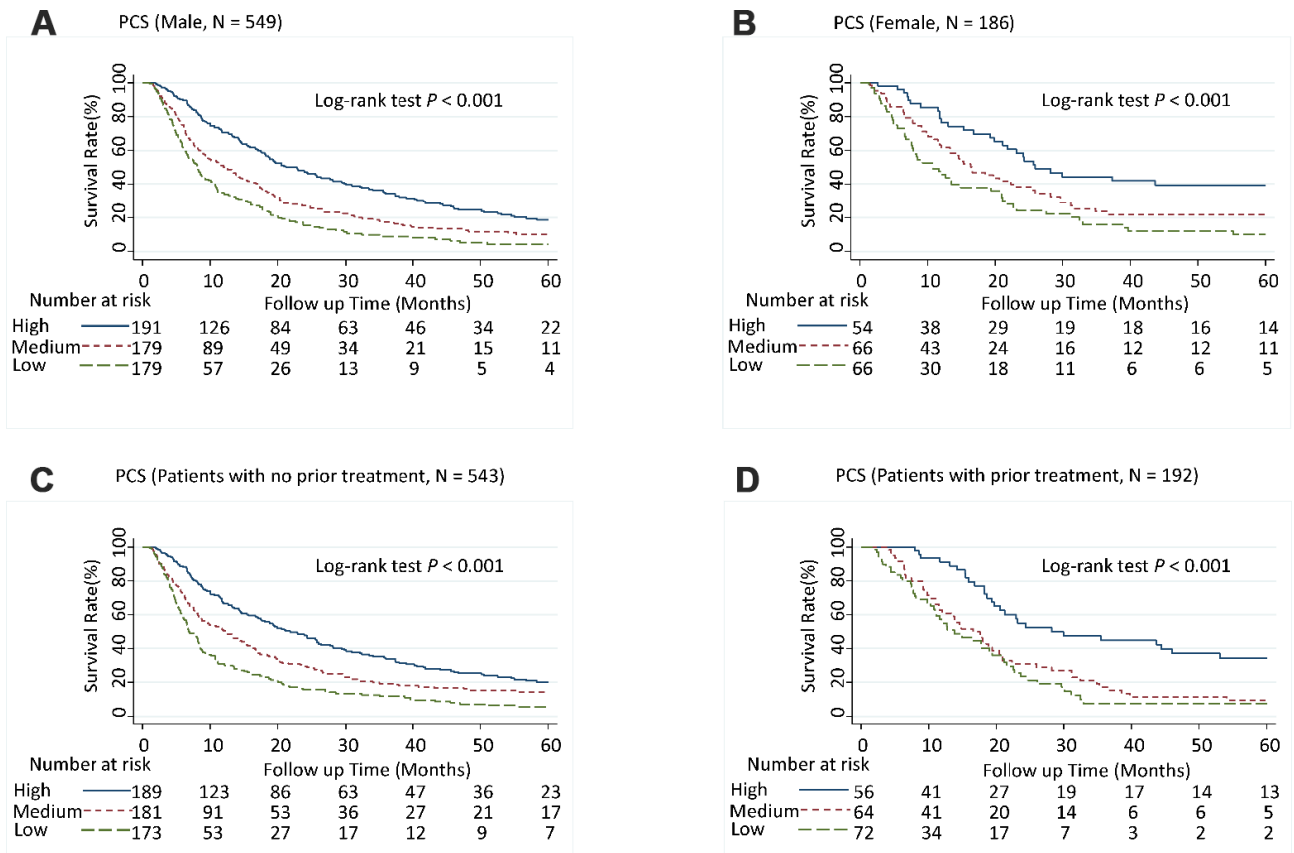 A
PCS (Male, N = 549)
Survival Rate(%)
100
80
60
40
20
0
Log-rank test P < 0.001
0 10 20 30 40 50 60
Number at risk
Follow up Time (Months)
High 191 126 84 63 46 34 22
Medium 179 89 49 34 21 15 11
Low 179 57 26 13 9 5 4
B
PCS (Female, N = 186)
Survival Rate(%)
100
80
60
40
20
0
Log-rank test P < 0.001
0 10 20 30 40 50 60
Number at risk
Follow up Time (Months)
High 54 38 29 19 18 16 14
Medium 66 43 24 16 12 12 11
Low 66 30 18 11 6 6 5
C
PCS (Patients with no prior treatment, N = 543)
Survival Rate(%)
100
80
60
40
20
0
Log-rank test P < 0.001
0 10 20 30 40 50 60
Number at risk
Follow up Time (Months)
High 189 123 86 63 47 36 23
Medium 181 91 53 36 27 21 17
Low 173 53 27 17 12 9 7
D
PCS (Patients with prior treatment, N = 192)
Survival Rate(%)
100
80
60
40
20
0
Log-rank test P < 0.001
0 10 20 30 40 50 60
Number at risk
Follow up Time (Months)
High 56 41 27 19 17 14 13
Medium 64 41 20 14 6 6 5
Low 72 34 17 7 3 2 2